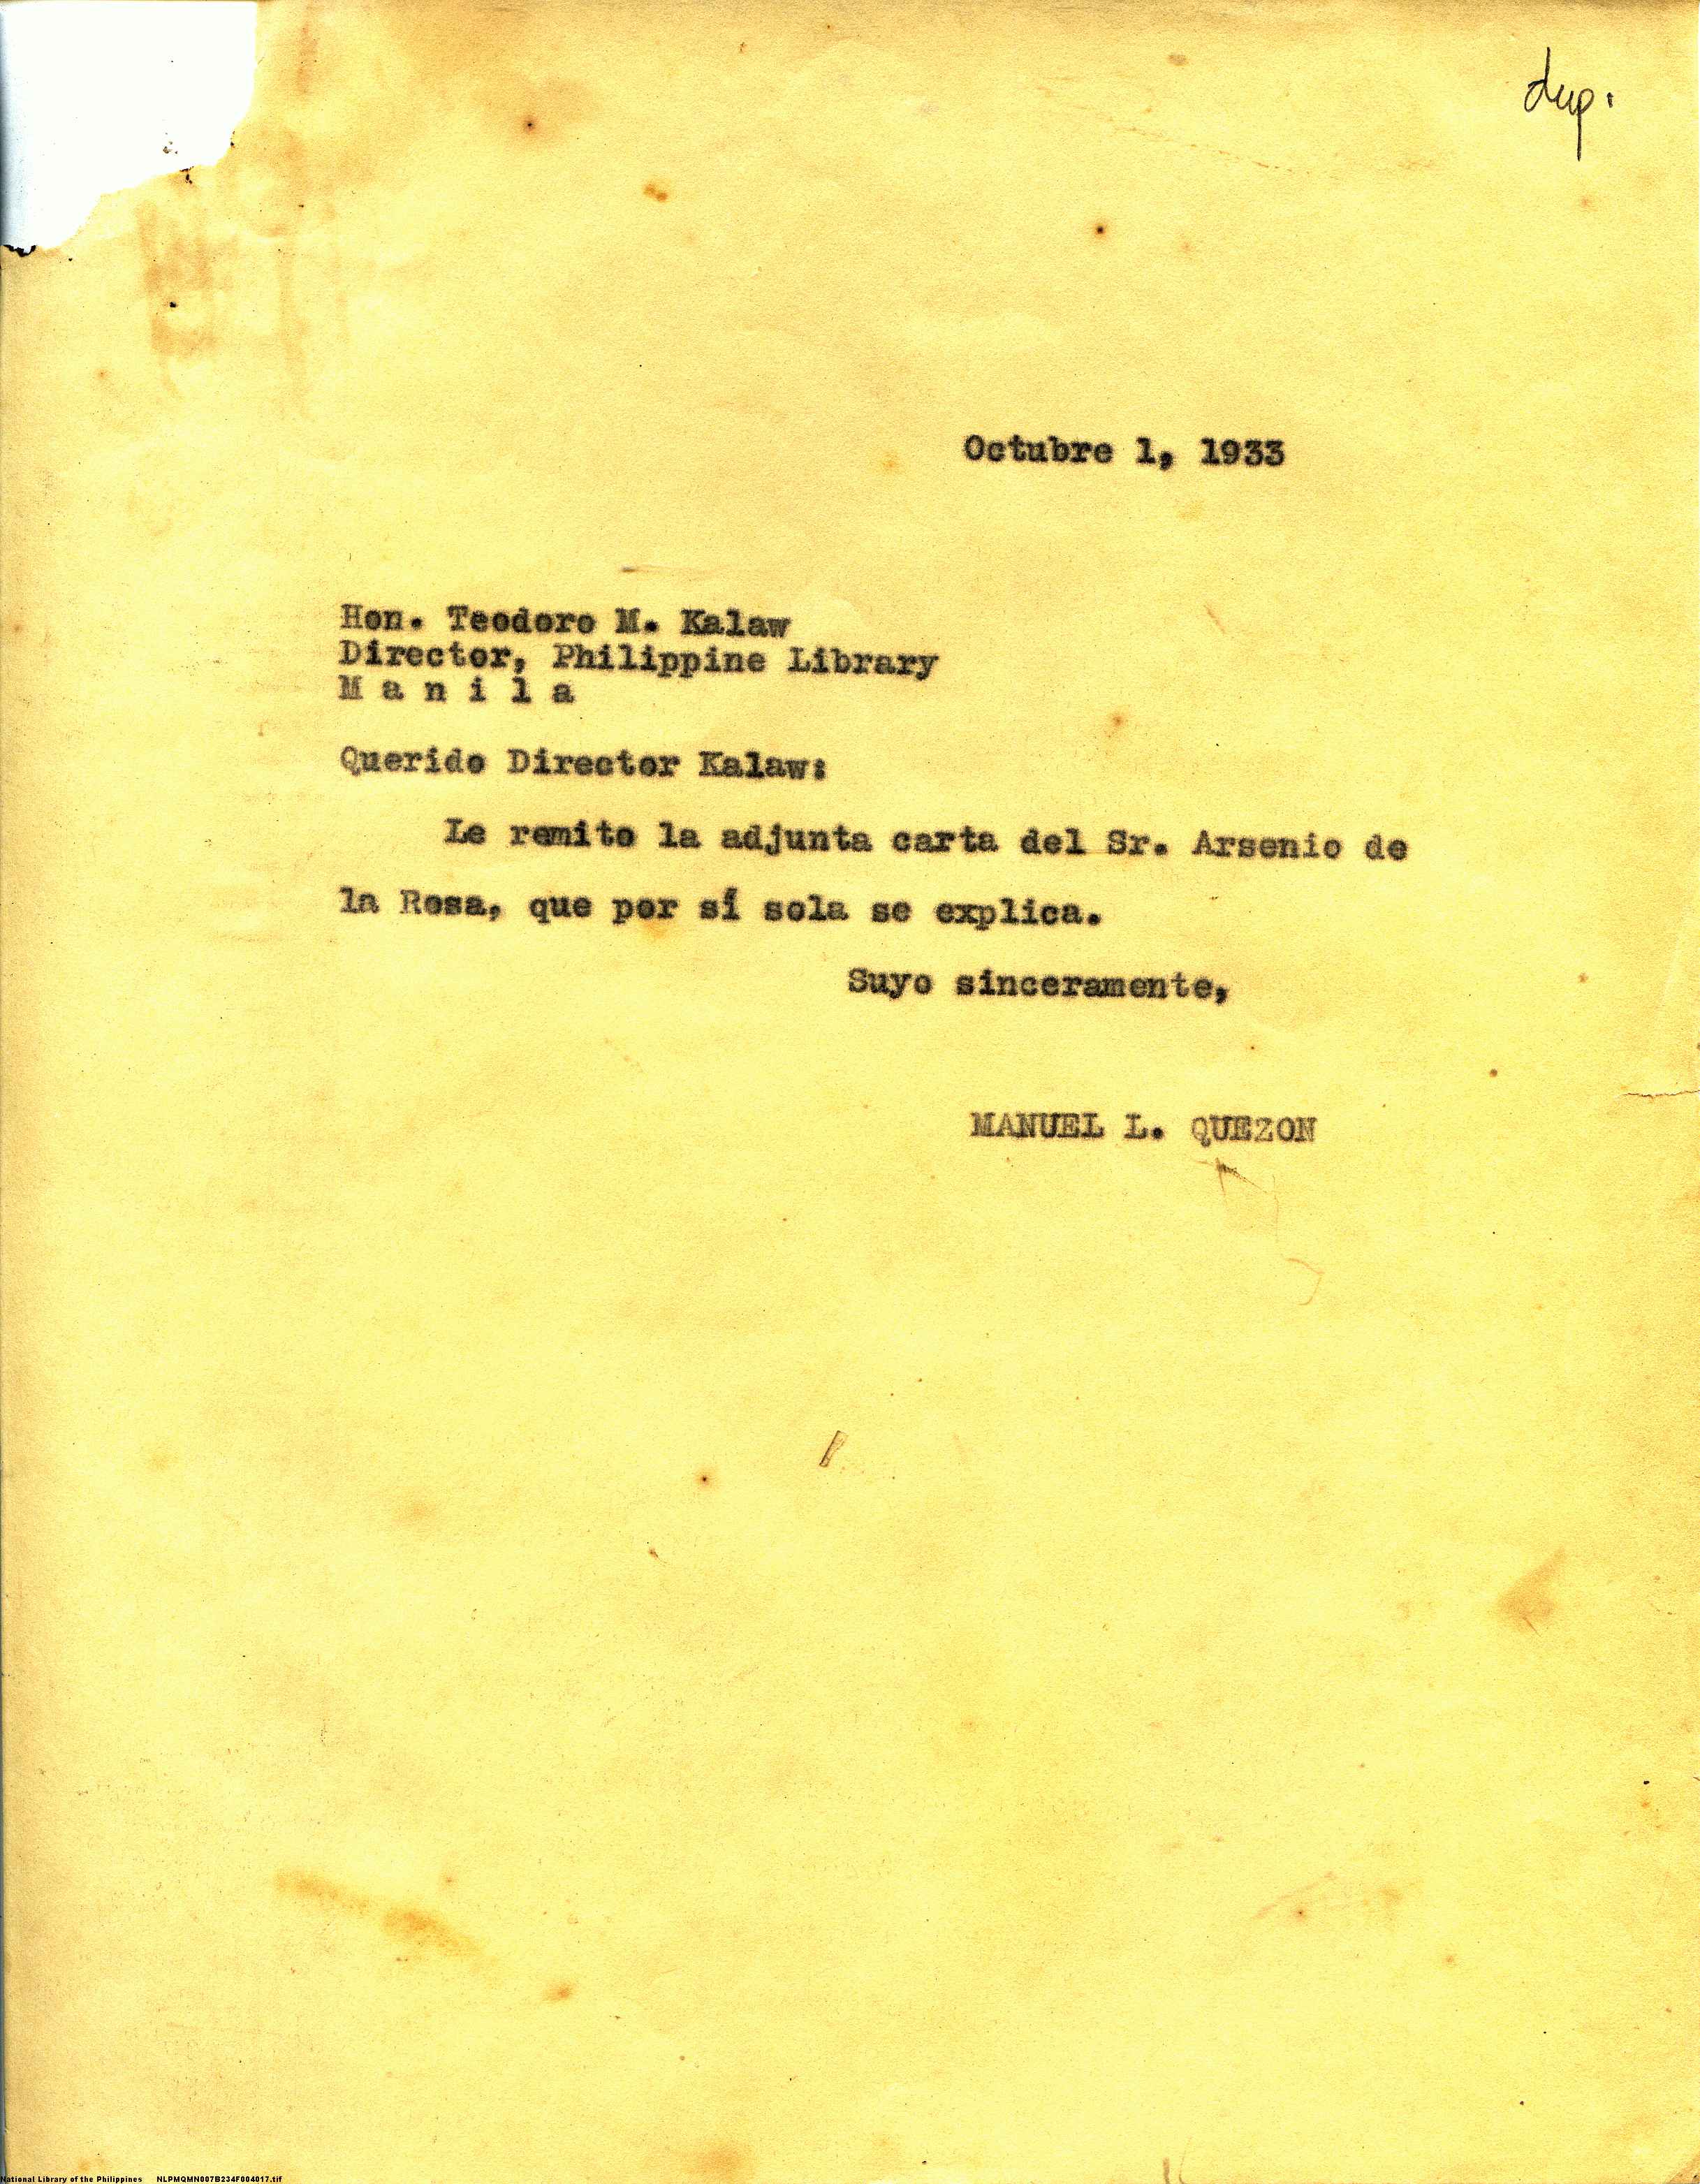 dup.
Octubre 1, 1933
Hon. Teodoro M. Kalaw
Director, Philippine Library
M a n i l a
Querido Director Kalaw:
Le remito la adjunta carta del Sr. Arsenio de
la Rosa, que por sí sola se explica.
Suyo sinceramente,
MANUEL L. QUEZON
National Library of the Philippines NLPMQMN007B234F004017.tif